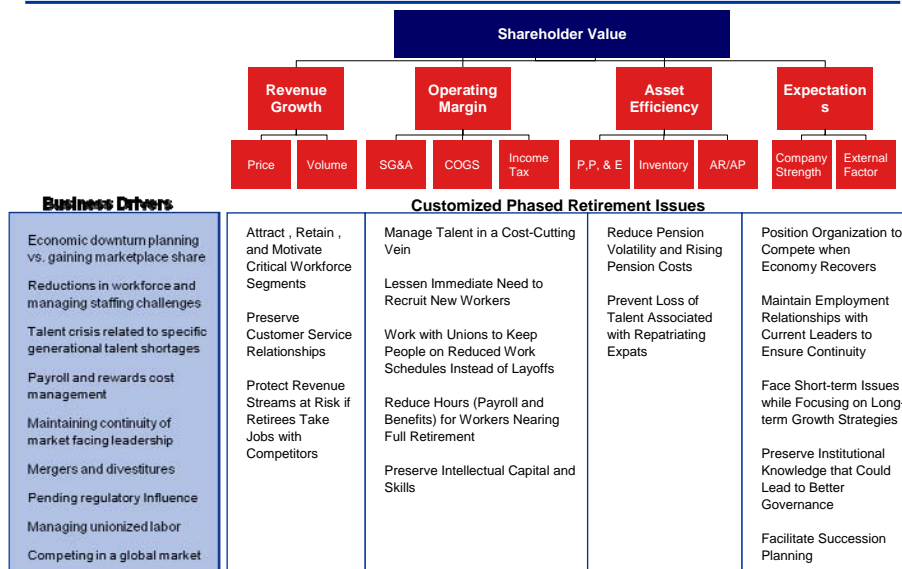 Shareholder Value
Revenue
Growth
Operating
Margin
Asset
Efficiency
Expectation
s
Price
Volume
SG&A
COGS
Income
Tax
P,P, & E
Inventory
AR/AP
Company
Strength
External
Factor
Business Drivers
Customized Phased Retirement Issues
Economic downturn planning
vs. gaining marketplace share
Reductions in workforce and
managing staffing challenges
Talent crisis related to specific
generational talent shortages
Payroll and rewards cost
management
Maintaining continuity of
market facing leadership
Mergers and divestitures
Pending regulatory Influence
Managing unionized labor
Competing in a global market
Attract , Retain ,
and Motivate
Critical Workforce
Segments
Preserve
Customer Service
Relationships
Protect Revenue
Streams at Risk if
Retirees Take
Jobs with
Competitors
Manage Talent in a Cost-Cutting
Vein
Lessen Immediate Need to
Recruit New Workers
Work with Unions to Keep
People on Reduced Work
Schedules Instead of Layoffs
Reduce Hours (Payroll and
Benefits) for Workers Nearing
Full Retirement
Preserve Intellectual Capital and
Skills
Reduce Pension
Volatility and Rising
Pension Costs
Prevent Loss of
Talent Associated
with Repatriating
Expats
Position Organization to
Compete when
Economy Recovers
Maintain Employment
Relationships with
Current Leaders to
Ensure Continuity
Face Short-term Issues
while Focusing on Long-
term Growth Strategies
Preserve Institutional
Knowledge that Could
Lead to Better
Governance
Facilitate Succession
Planning